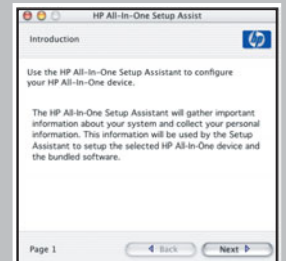 HP All-In-One Setup Assist
Introduction
hp
Use the HP All-In-One Setup Assistant to configure
your HP All-In-One device.
The HP All-In-One Setup Assistant will gather important
information about your system and collect your personal
information. This information will be used by the Setup
Assistant to setup the selected HP All-In-One device and
the bundled software.
Page 1
Back
Next